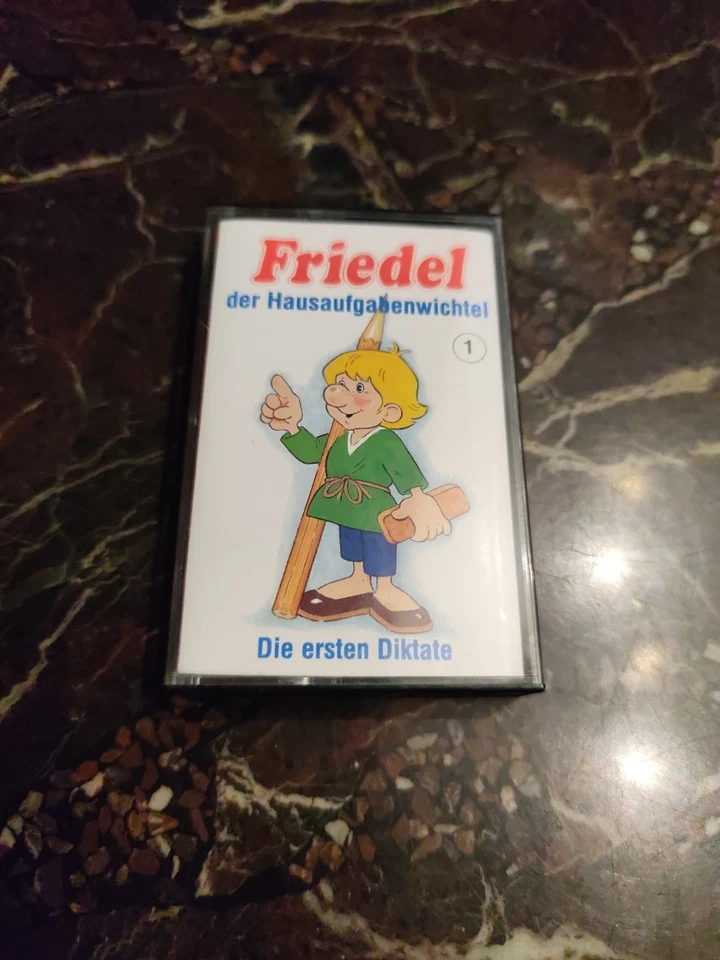 Friedel
der Hausaufgabenwichtel
1
Die ersten Diktate